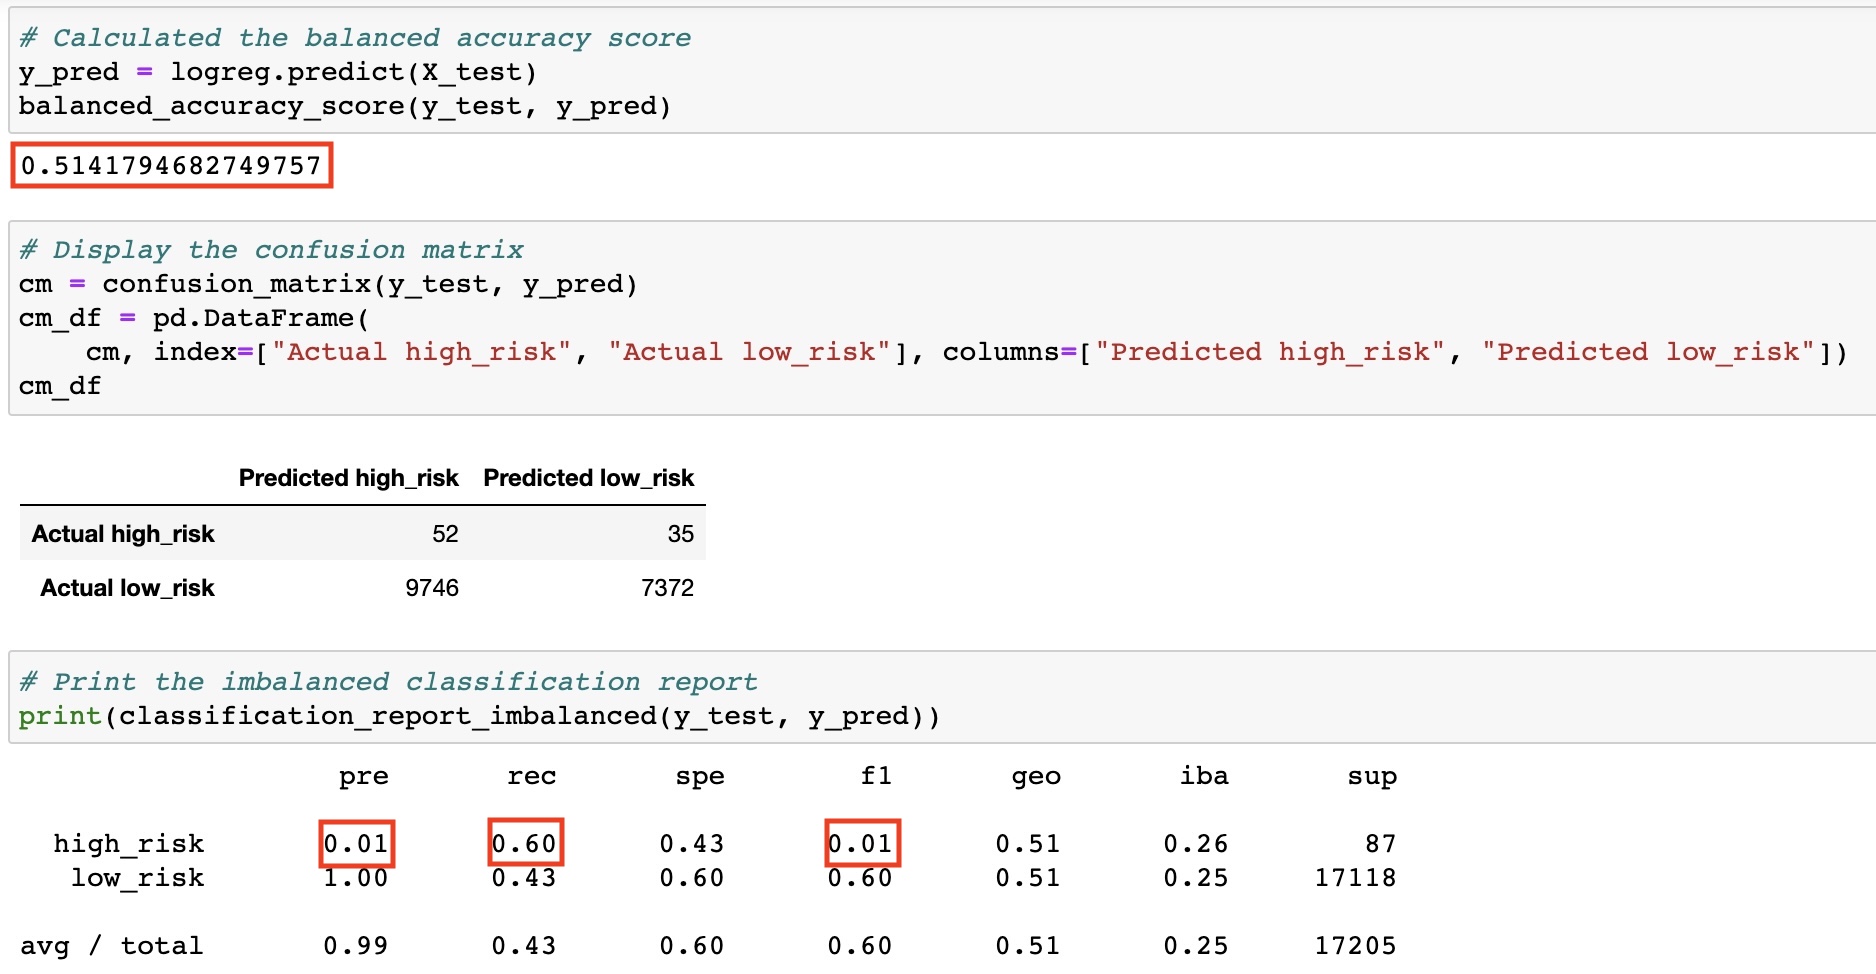 # Calculated the balanced accuracy score
y_pred = logreg.predict(X_test)
balanced_accuracy_score(y_test, y_pred)
0.5141794682749757
# Display the confusion matrix
cm = confusion_matrix(y_test, y_pred)
cm_df = pd.DataFrame(
    cm, index=["Actual high_risk", "Actual low_risk"], columns=["Predicted high_risk", "Predicted low_risk"])
cm_df
Predicted high_risk Predicted low_risk
Actual high_risk 52 35
Actual low_risk 9746 7372
# Print the imbalanced classification report
print(classification_report_imbalanced(y_test, y_pred))
pre rec spe f1 geo iba sup
high_risk 0.01 0.60 0.43 0.01 0.51 0.26 87
low_risk 1.00 0.43 0.60 0.60 0.51 0.25 17118
avg / total 0.99 0.43 0.60 0.60 0.51 0.25 17205